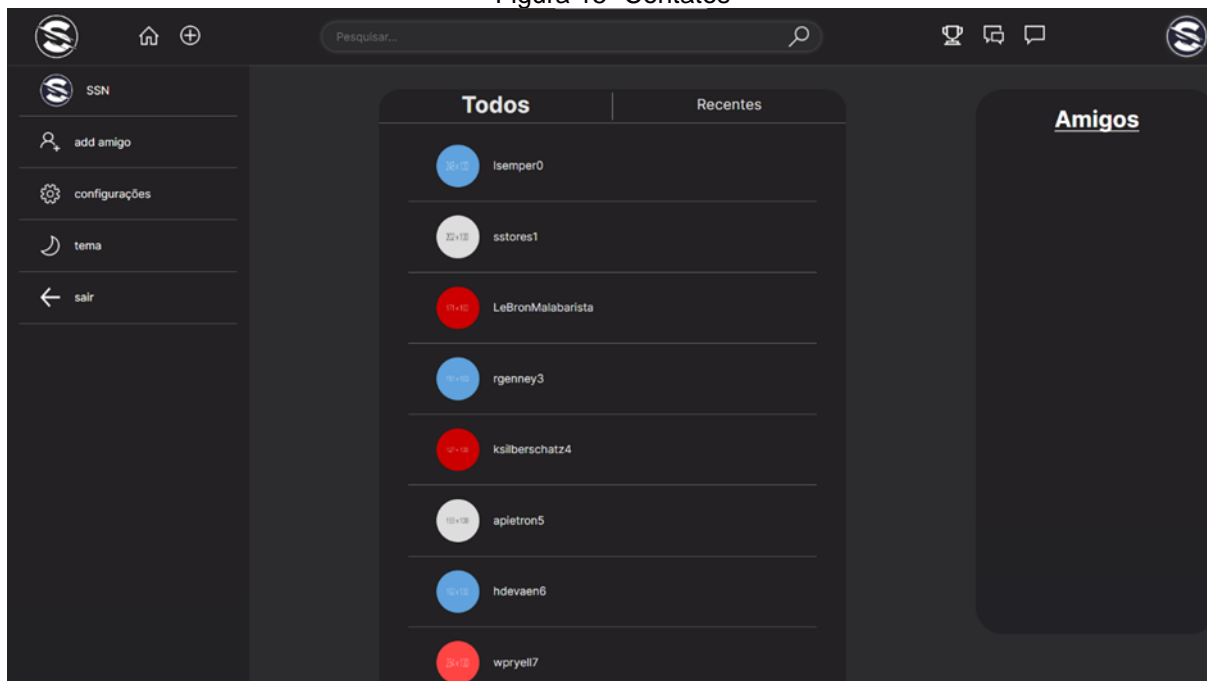 Pesquisar...
SSN
add amigo
configurações
tema
sair
Todos
Recentes
lsemper0
sstores1
LeBronMalabarista
rgenney3
ksilberschatz4
apietron5
hdevaen6
wpryell7
Amigos